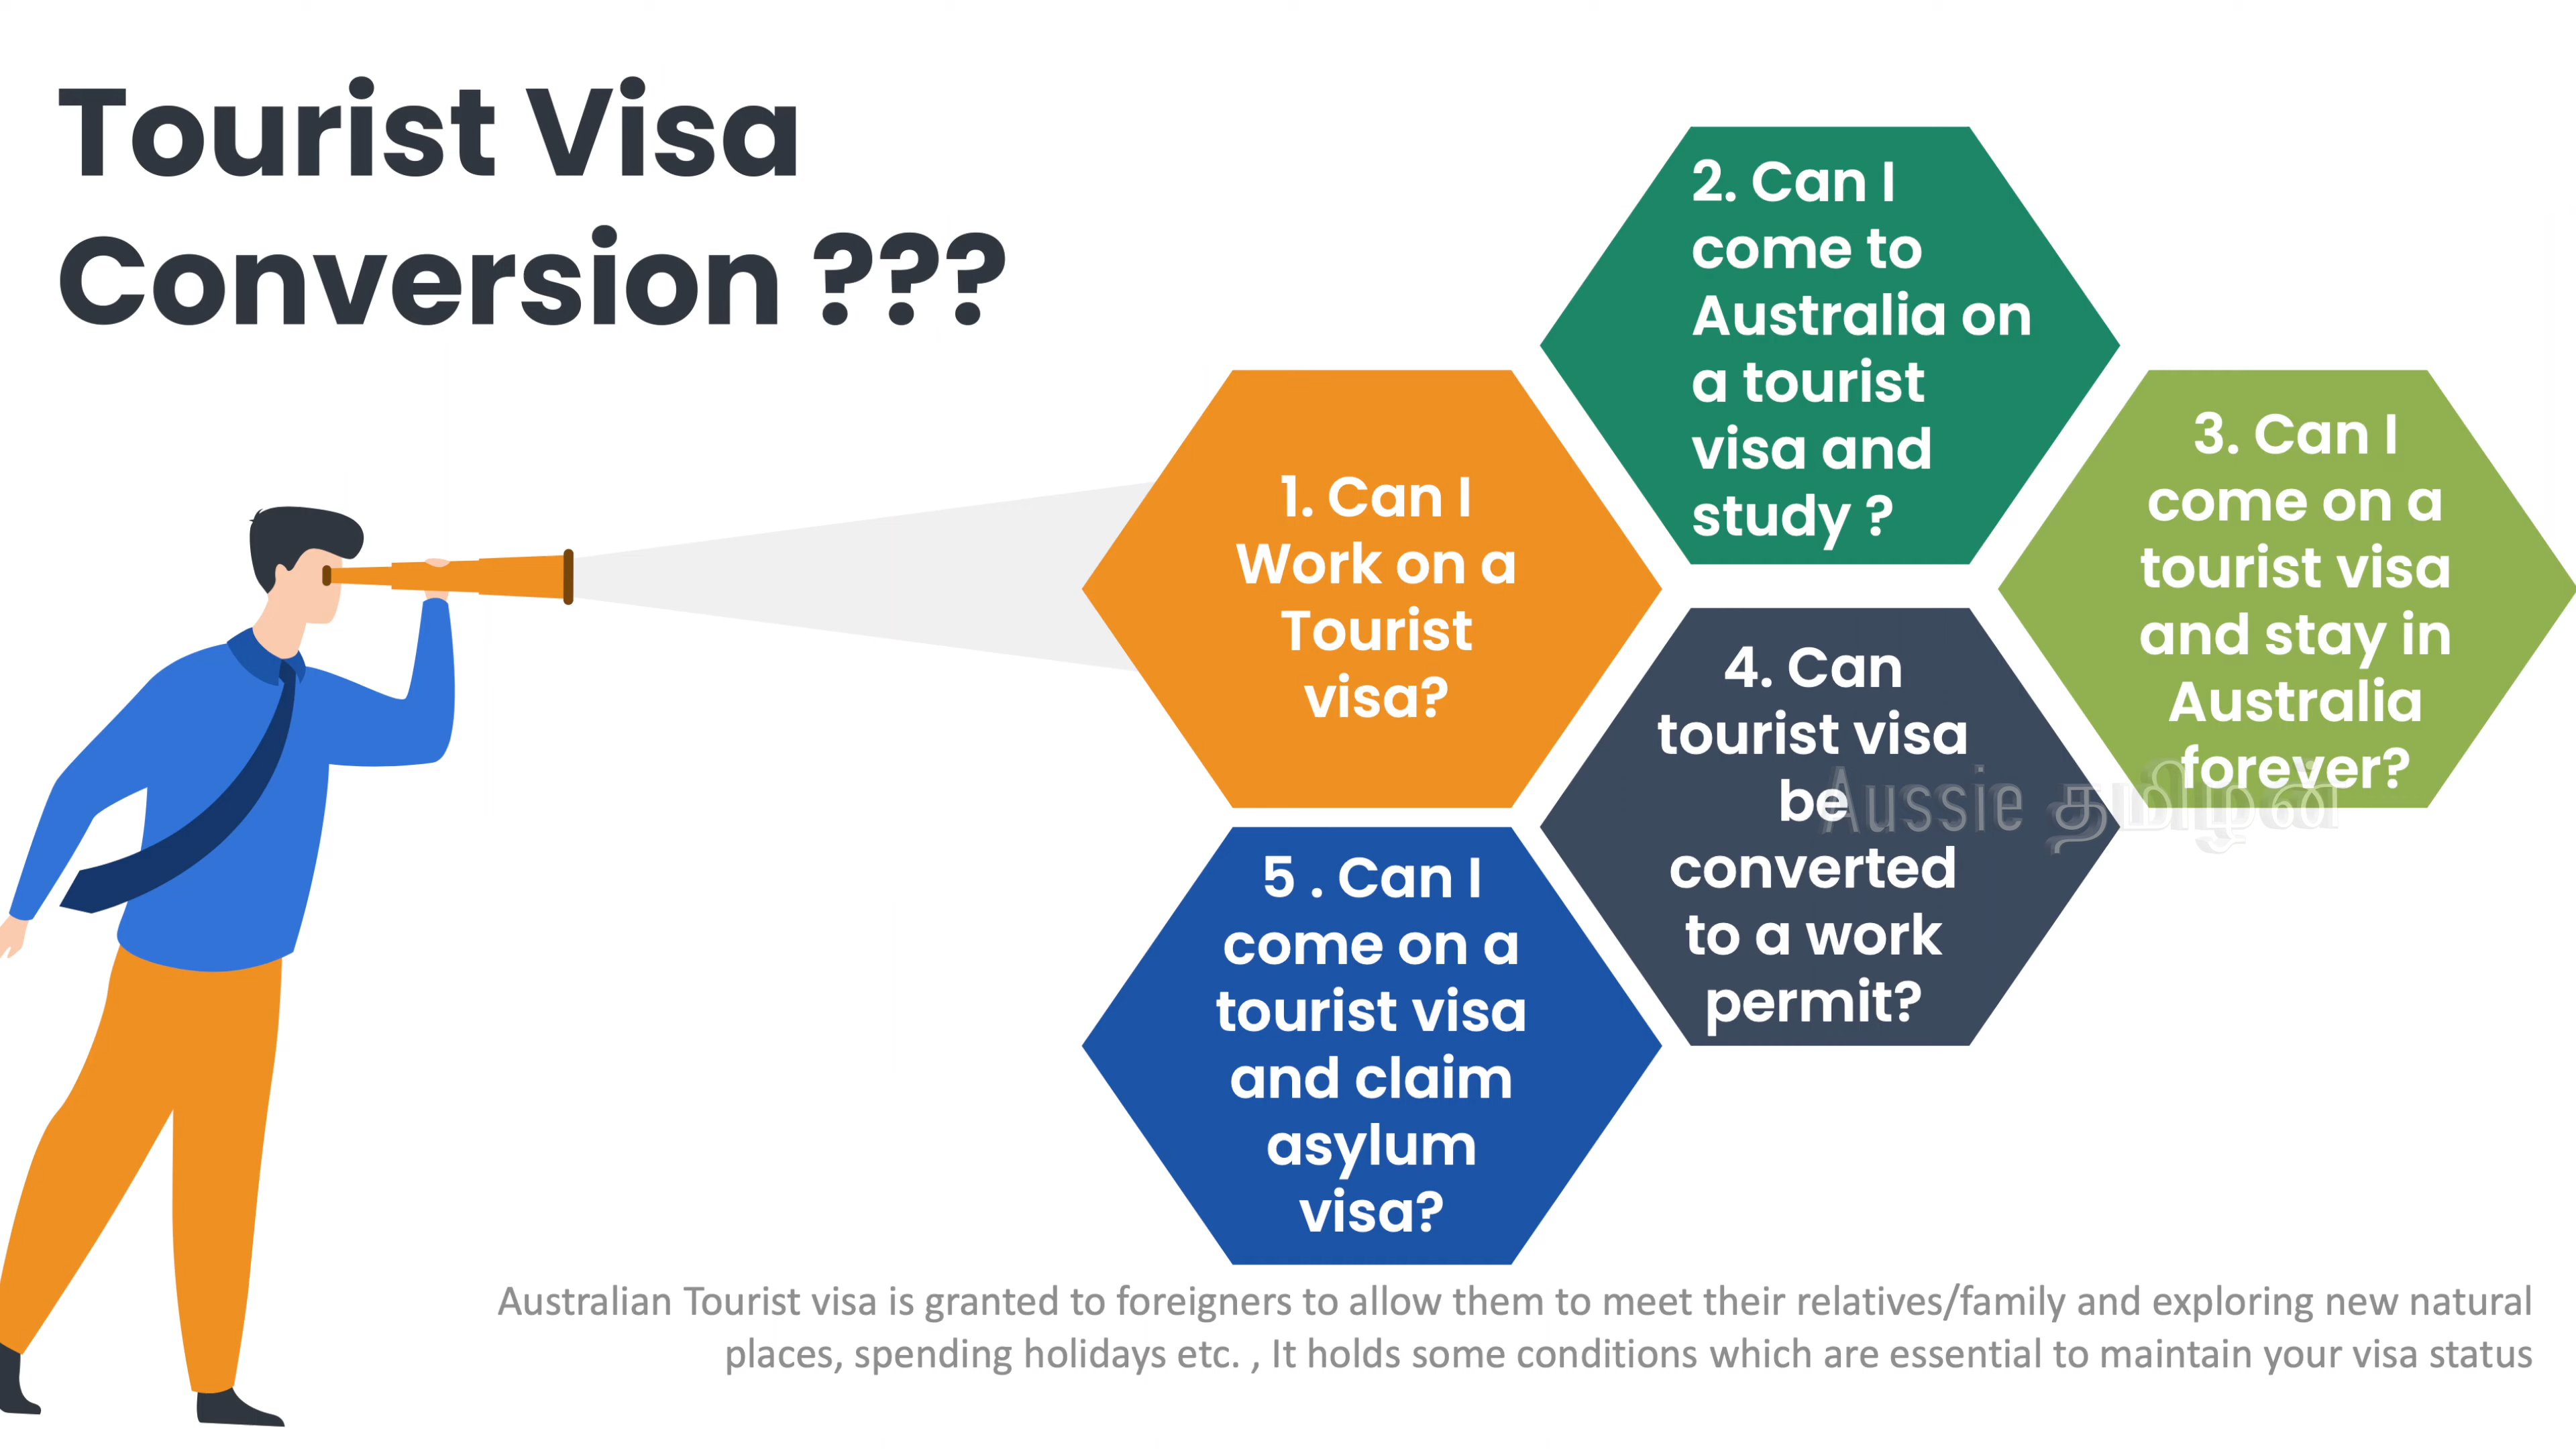 Tourist Visa
Conversion ???
1. Can I
Work on a
Tourist
visa?
2. Can I
come to
Australia on
a tourist
visa and
study ?
3. Can I
come on a
tourist visa
and stay in
Australia
forever?
4. Can
tourist visa
be
converted
to a work
permit?
Aussie தமிழன்
5 . Can I
come on a
tourist visa
and claim
asylum
visa?
Australian Tourist visa is granted to foreigners to allow them to meet their relatives/family and exploring new natural
places, spending holidays etc. , It holds some conditions which are essential to maintain your visa status